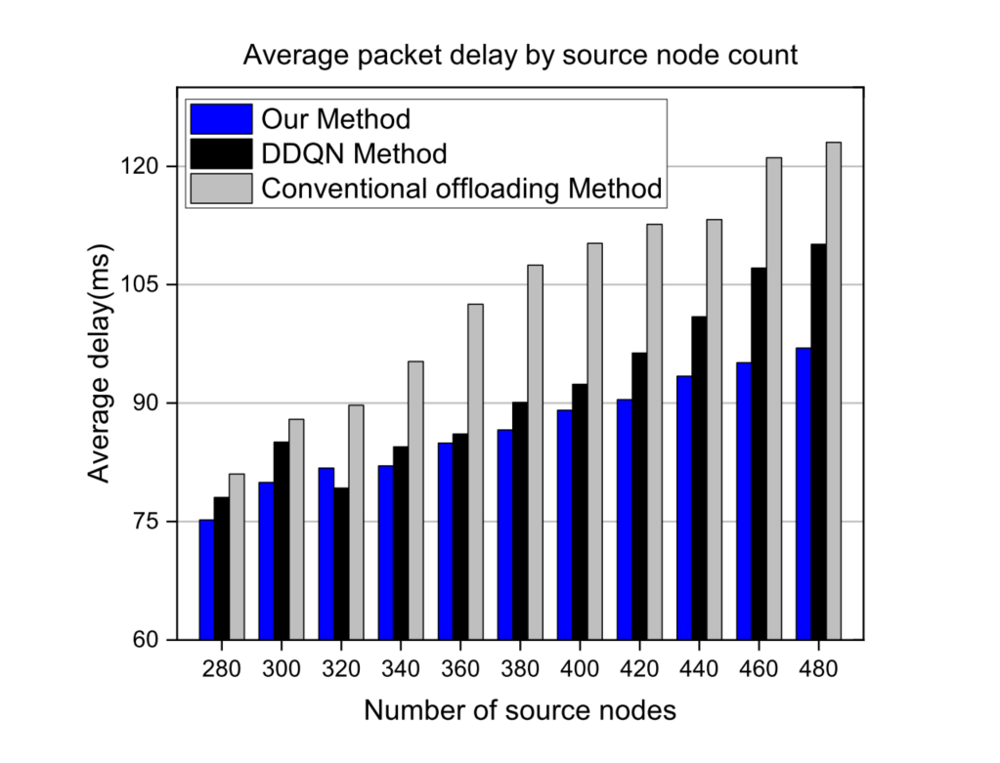 Average packet delay by source node count
Our Method
DDQN Method
Conventional offloading Method
Average delay(ms)
120
105
90
75
60
280 300 320 340 360 380 400 420 440 460 480
Number of source nodes